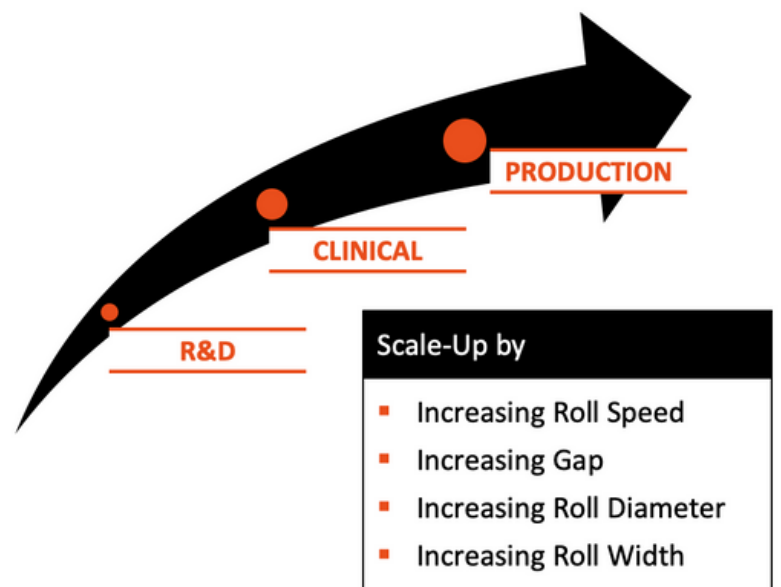 PRODUCTION
CLINICAL
R&D
Scale-Up by
▪ Increasing Roll Speed
▪ Increasing Gap
▪ Increasing Roll Diameter
▪ Increasing Roll Width